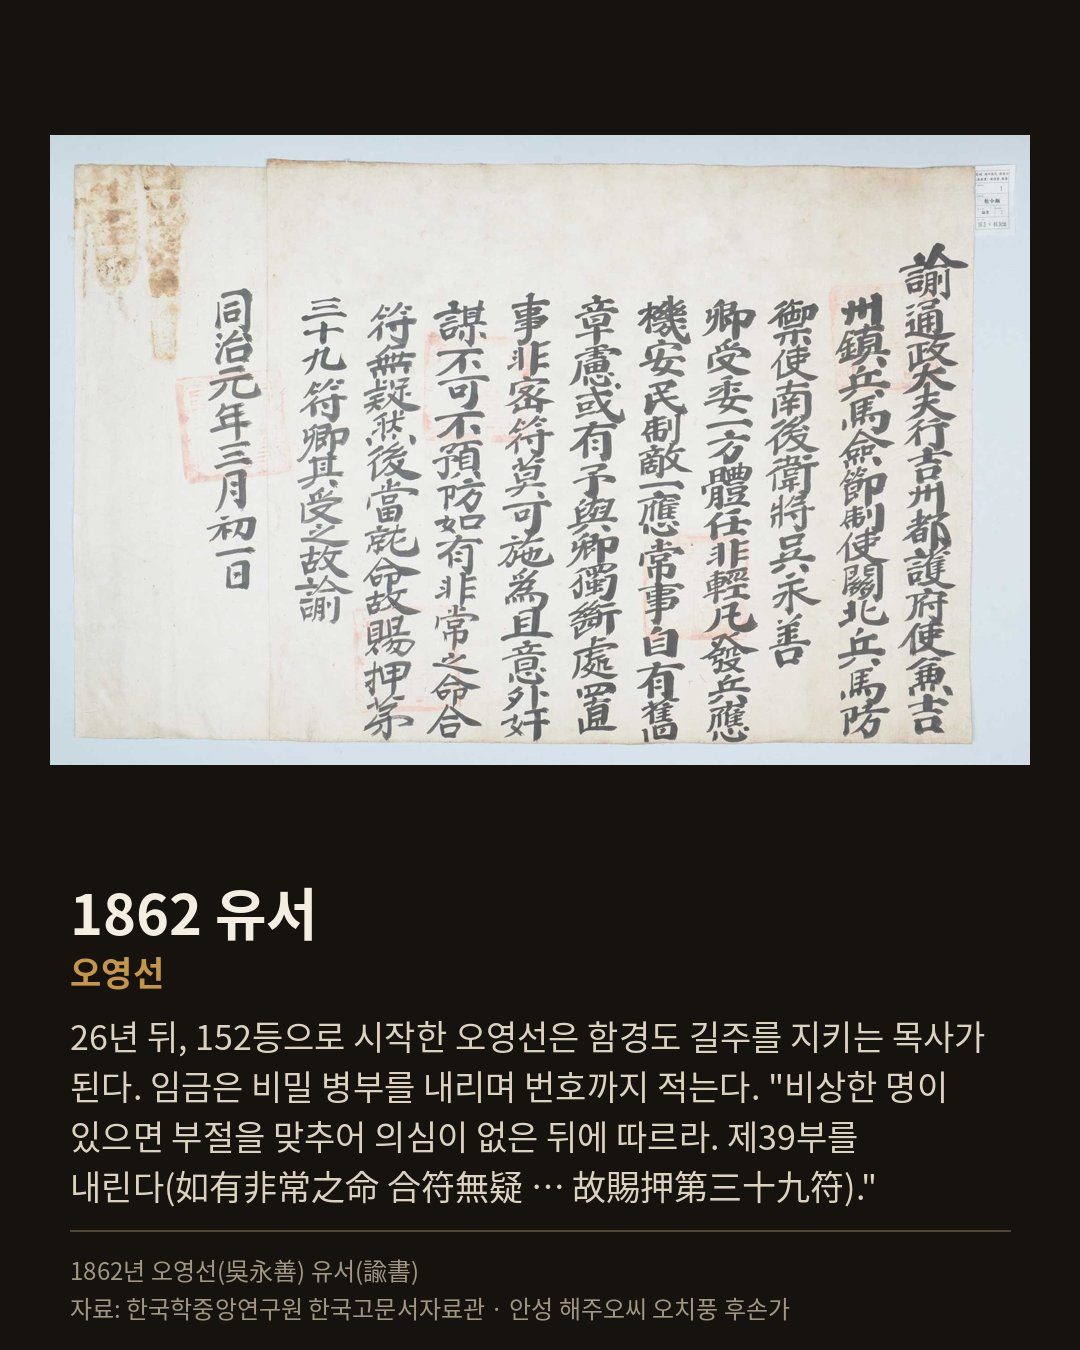 諭通政大夫行吉州都護府使兼吉
州鎭兵馬僉節制使關北兵馬防
禦使南後衛將吳永善
卿受委一方體任非輕凡發兵應
機安民制敵一應常事自有舊
章慮或有予與卿獨斷處置
事非密符莫可施爲且意外奸
謀不可不預防如有非常之命合
符無疑然後當就命故賜押第
三十九符卿其受之故諭
同治元年三月初一日
1862 유서
오영선
26년 뒤, 152등으로 시작한 오영선은 함경도 길주를 지키는 목사가
된다. 임금은 비밀 병부를 내리며 번호까지 적는다. "비상한 명이
있으면 부절을 맞추어 의심이 없은 뒤에 따르라. 제39부를
내린다(如有非常之命 合符無疑 … 故賜押第三十九符)."
1862년 오영선(吳永善) 유서(諭書)
자료: 한국학중앙연구원 한국고문서자료관 · 안성 해주오씨 오치풍 후손가